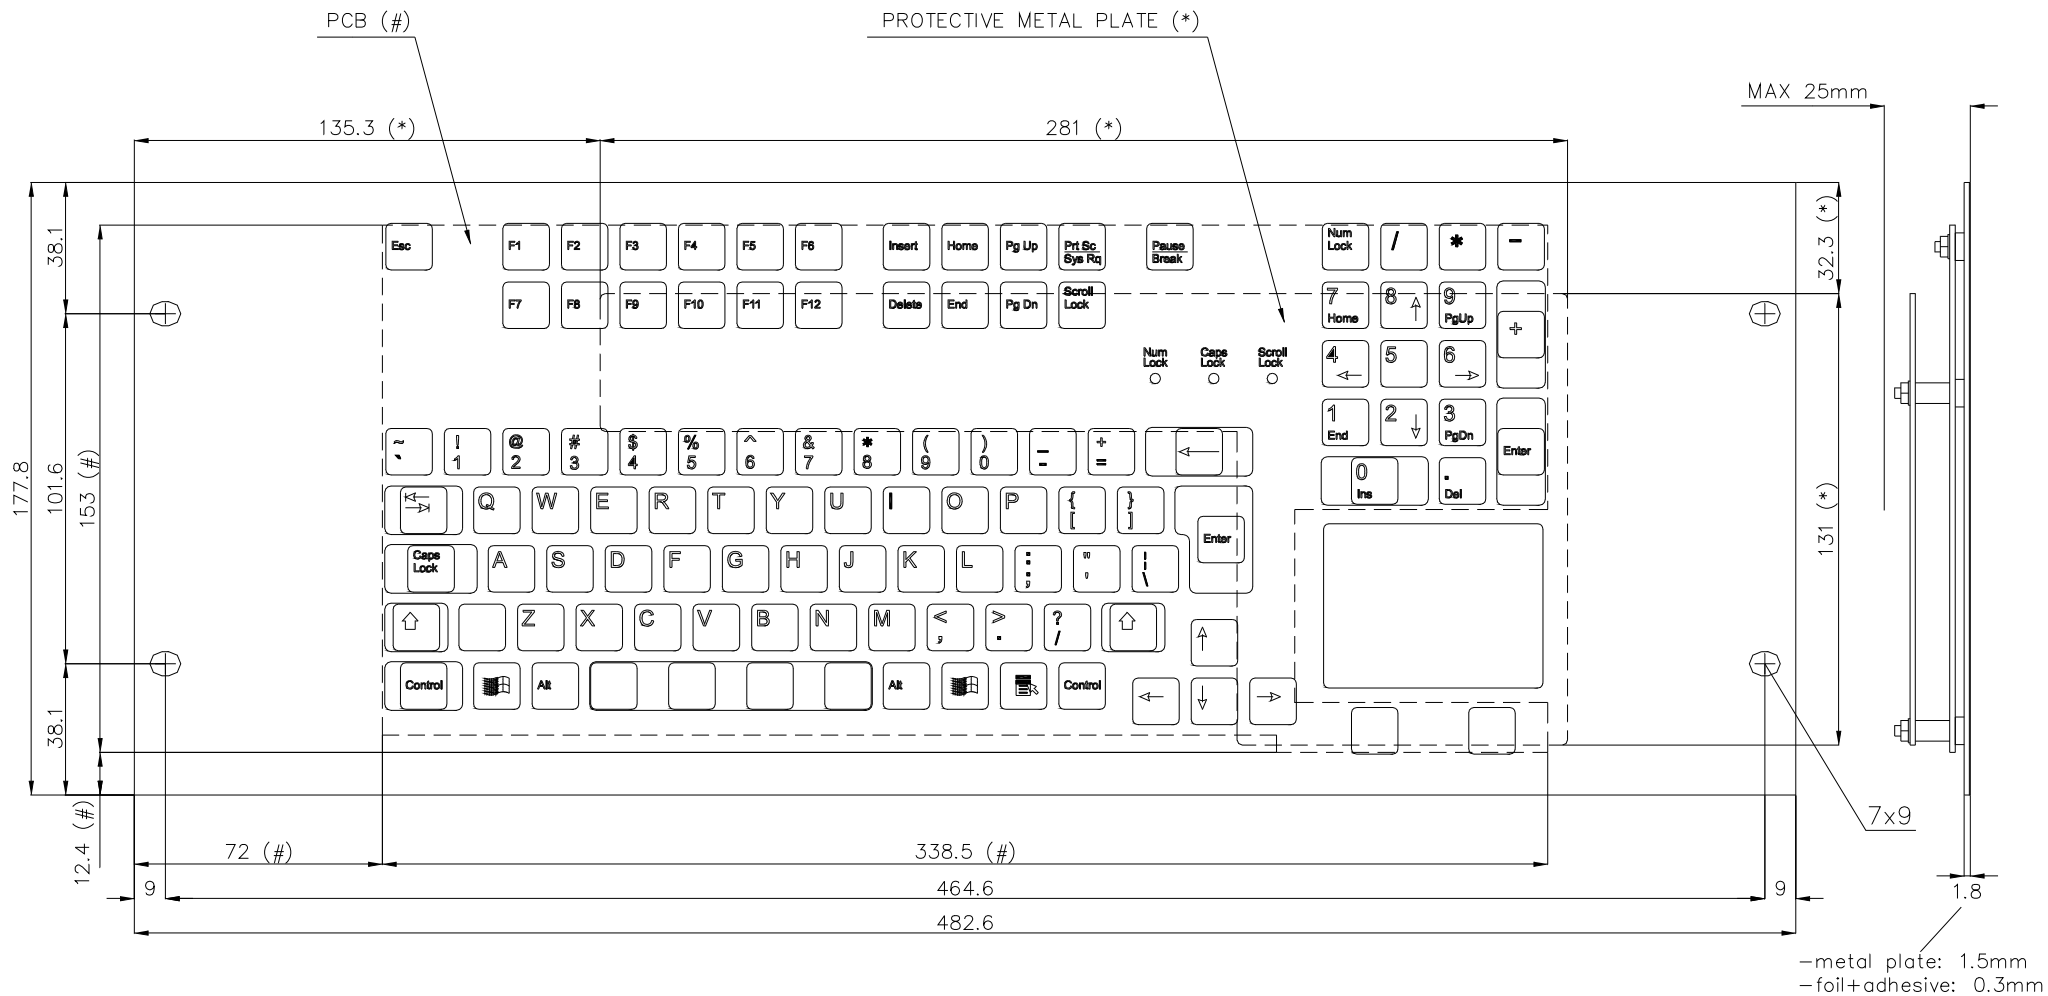 PCB (#)
PROTECTIVE METAL PLATE (*)
MAX 25mm
135.3 (*)
281 (*)
177.8
38.1
101.6
38.1
153 (#)
12.4 (#)
32.3 (*)
131 (*)
Esc
F1
F2
F3
F4
F5
F6
Insert
Home
Pg Up
Prt Sc
Sys Rq
Pause
Break
Num
Lock
/
*
-
F7
F8
F9
F10
F11
F12
Delete
End
Pg Dn
Scroll
Lock
7
Home
8
9
PgUp
+
Num
Lock
Caps
Lock
Scroll
Lock
4
5
6
1
End
2
3
PgDn
Enter
0
Ins
.
Del
~
`
!
1
@
2
#
3
$
4
%
5
^
6
&
7
*
8
(
9
)
0
_
-
+
=
Q
W
E
R
T
Y
U
I
O
P
{
[
}
]
Enter
Caps
Lock
A
S
D
F
G
H
J
K
L
:
;
"
'
¦
\
Z
X
C
V
B
N
M
<
,
>
.
?
/
Control
Alt
Alt
Control
7x9
72 (#)
338.5 (#)
9
464.6
9
482.6
1.8
-metal plate: 1.5mm
-foil+adhesive: 0.3mm